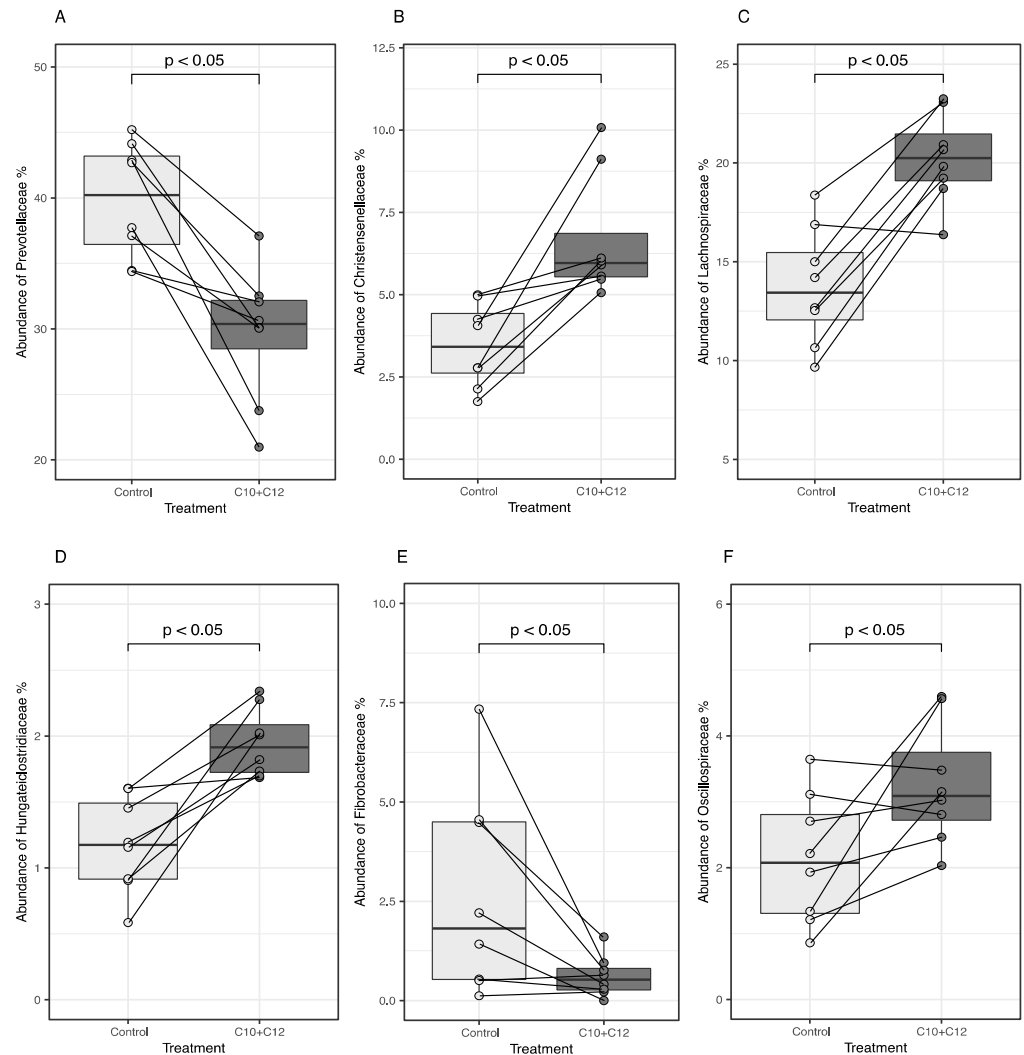 A
Abundance of Prevotellaceae %
50
40
30
20
p < 0.05
Control
C10+C12
Treatment
B
Abundance of Christensenellaceae %
12.5
10.0
7.5
5.0
2.5
0.0
p < 0.05
Control
C10+C12
Treatment
C
Abundance of Lachnospiraceae %
25
20
15
10
5
p < 0.05
Control
C10+C12
Treatment
D
Abundance of Hungateiclostridiaceae %
3
2
1
0
p < 0.05
Control
C10+C12
Treatment
E
Abundance of Fibrobacteraceae %
10.0
7.5
5.0
2.5
0.0
p < 0.05
Control
C10+C12
Treatment
F
Abundance of Oscillospiraceae %
6
4
2
0
p < 0.05
Control
C10+C12
Treatment